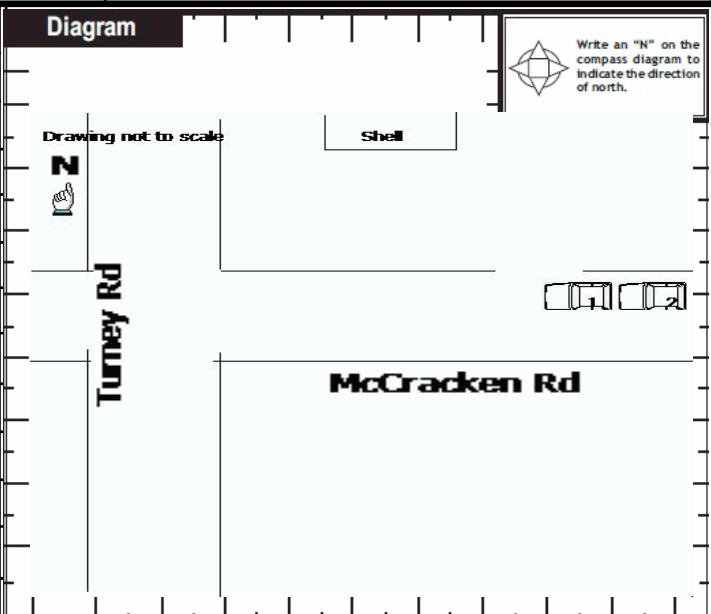 Diagram
Write an “N” on the
compass diagram to
indicate the direction
of north.
Drawing not to scale
Shell
N
Turney Rd
1
2
McCracken Rd